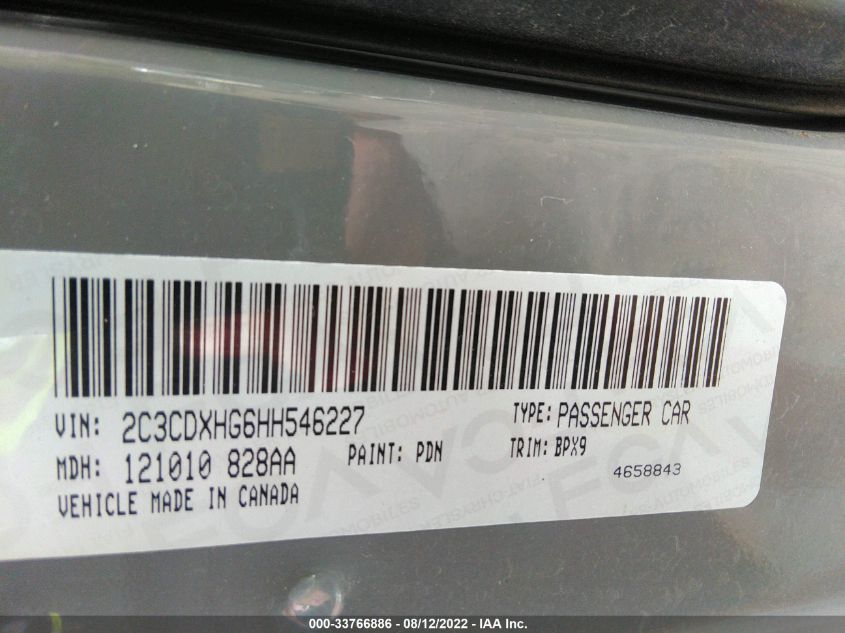 VIN: 2C3CDXHG6HH546227 TYPE: PASSENGER CAR
MDH: 121010 828AA PAINT: PDN TRIM: BPX9
VEHICLE MADE IN CANADA 4658843
000-33766886 - 08/12/2022 - IAA Inc.